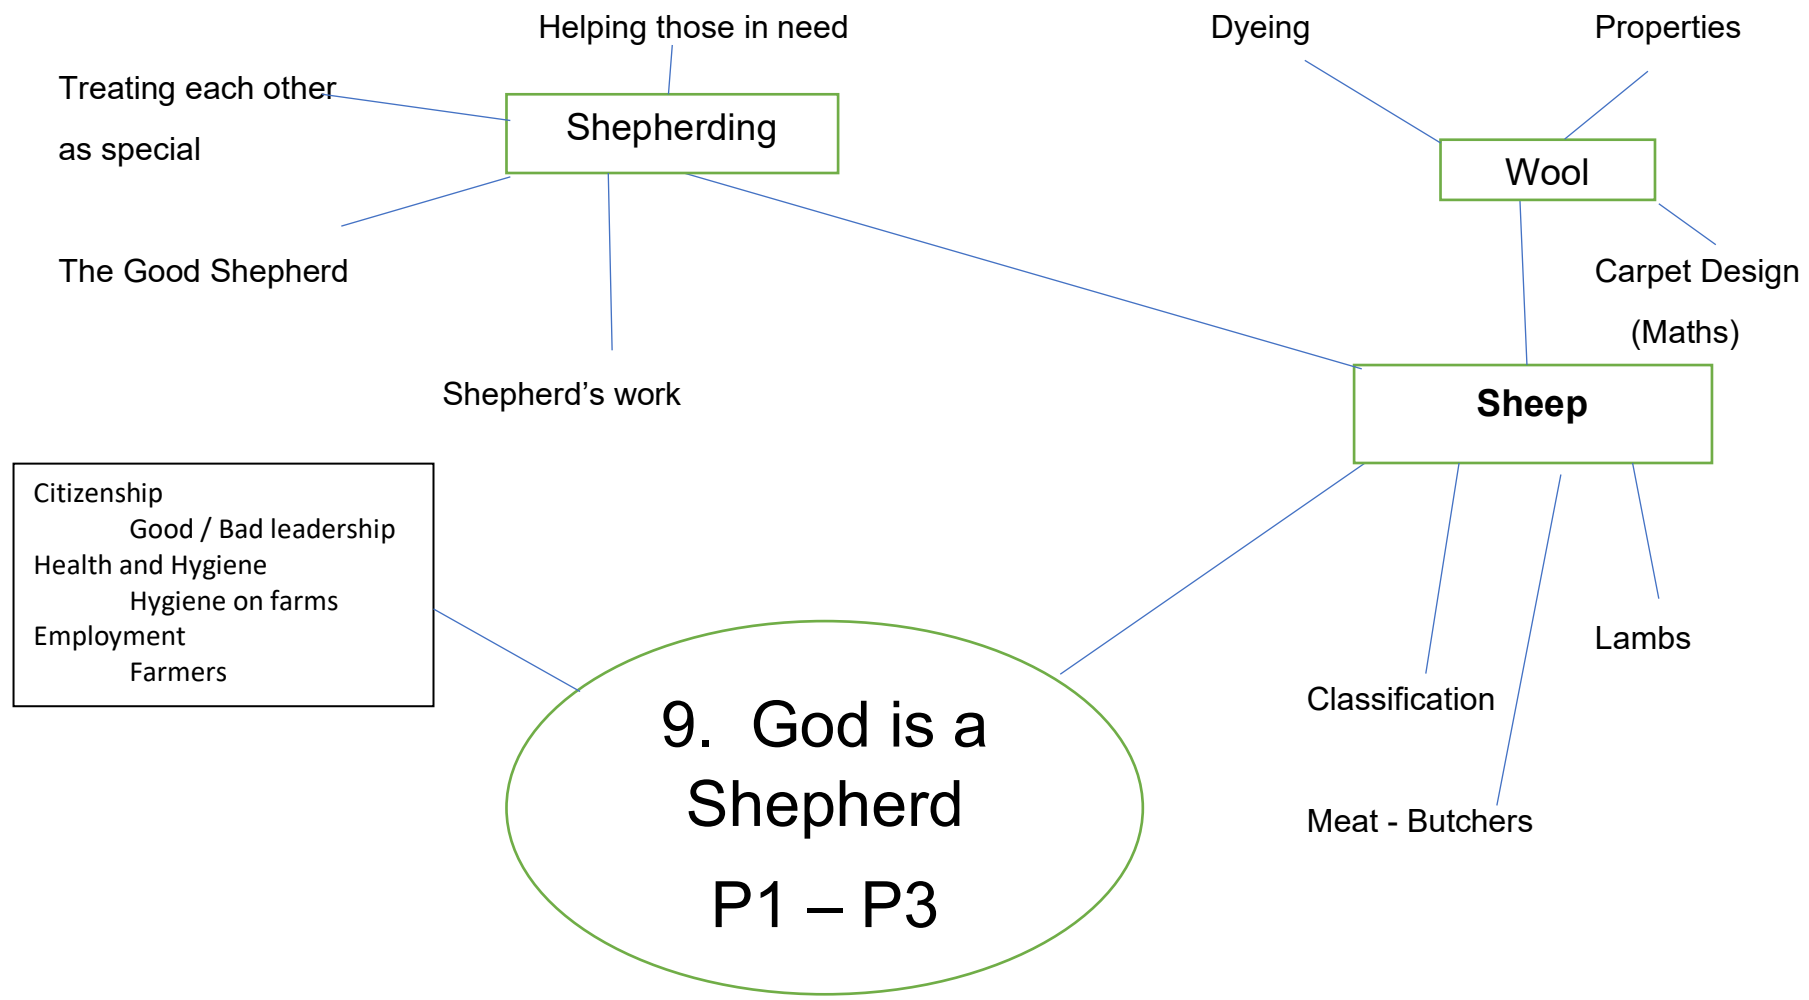 Helping those in need
Dyeing
Properties
Treating each other
as special
Shepherding
Wool
The Good Shepherd
Carpet Design
(Maths)
Shepherd’s work
Sheep
Citizenship
Good / Bad leadership
Health and Hygiene
Hygiene on farms
Employment
Farmers
Lambs
Classification
Meat - Butchers
9. God is a
Shepherd
P1 – P3